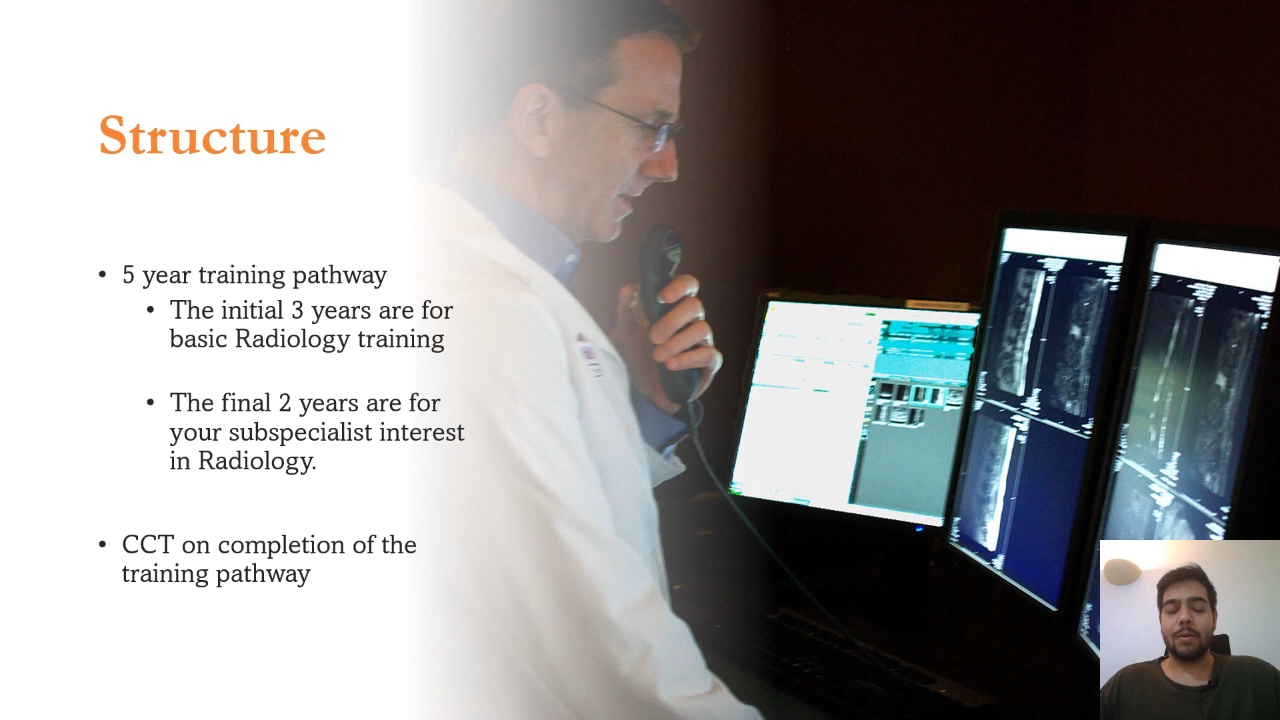 Structure
• 5 year training pathway
• The initial 3 years are for
basic Radiology training
• The final 2 years are for
your subspecialist interest
in Radiology.
• CCT on completion of the
training pathway